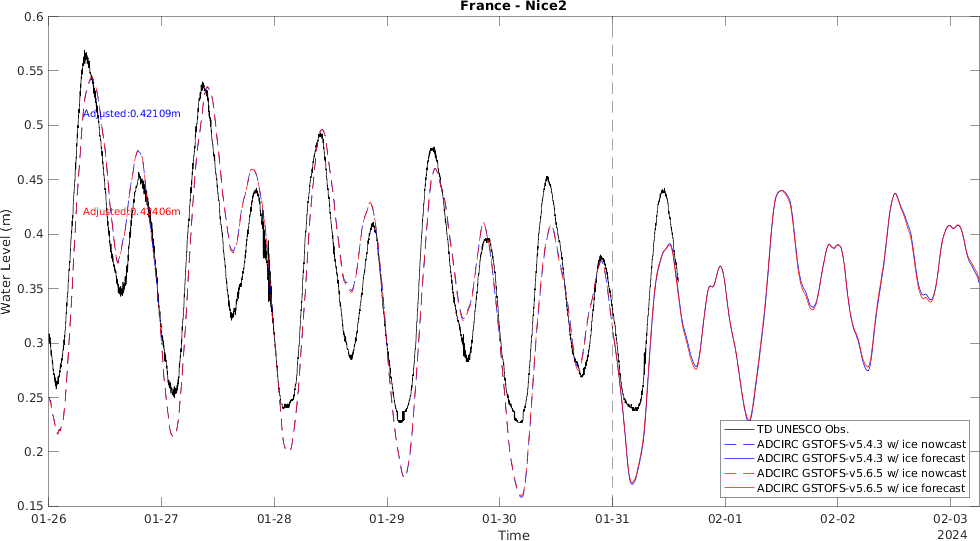 France - Nice2
0.6
0.55
0.5
0.45
0.4
0.35
0.3
0.25
0.2
0.15
Water Level (m)
Adjusted:0.42109m
Adjusted:0.42406m
TD UNESCO Obs.
ADCIRC GSTOFS-v5.4.3 w/ ice nowcast
ADCIRC GSTOFS-v5.4.3 w/ ice forecast
ADCIRC GSTOFS-v5.6.5 w/ ice nowcast
ADCIRC GSTOFS-v5.6.5 w/ ice forecast
01-26 01-27 01-28 01-29 01-30 01-31 02-01 02-02 02-03
Time
2024